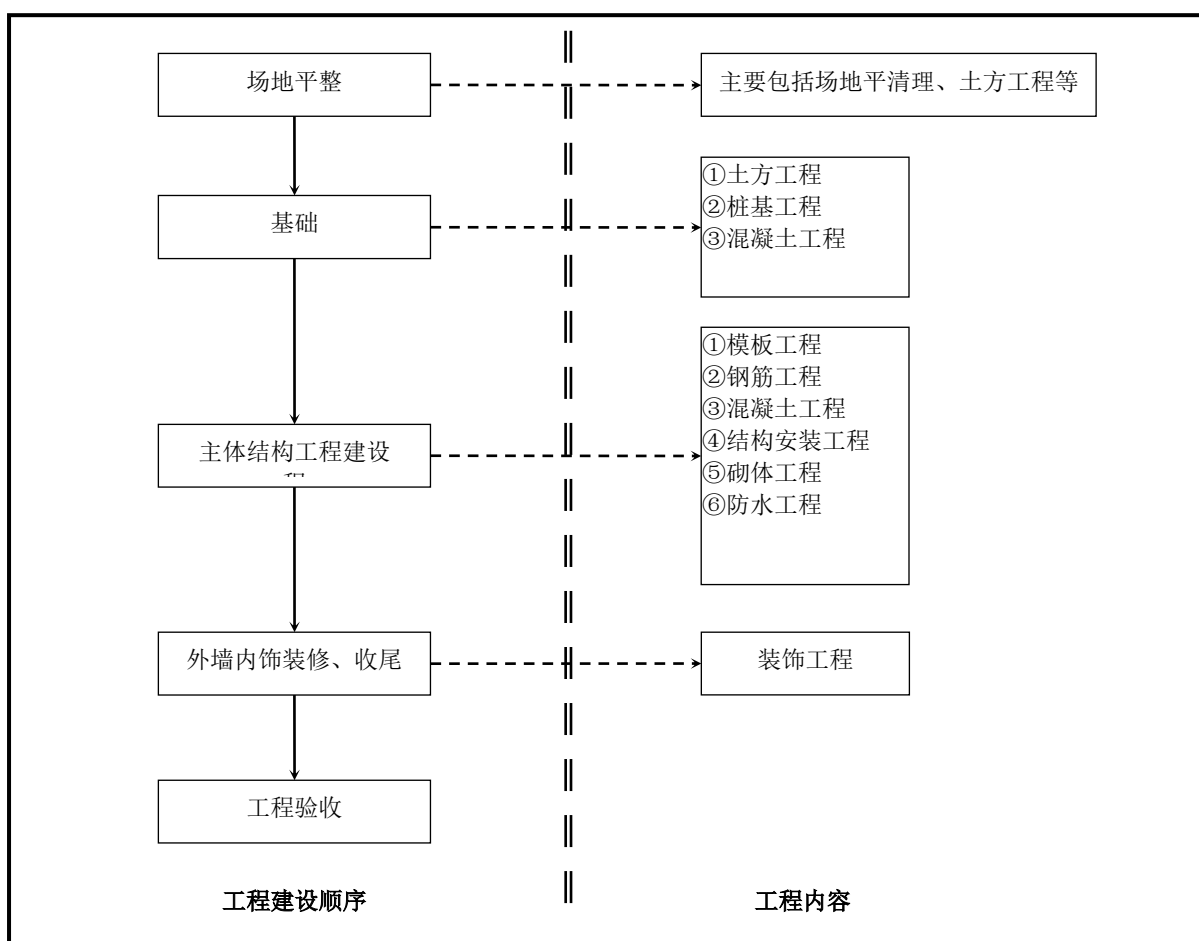 场地平整
主要包括场地平清理、土方工程等
基础
①土方工程
②桩基工程
③混凝土工程
主体结构工程建设
①模板工程
②钢筋工程
③混凝土工程
④结构安装工程
⑤砌体工程
⑥防水工程
外墙内饰装修、收尾
装饰工程
工程验收
工程建设顺序
工程内容